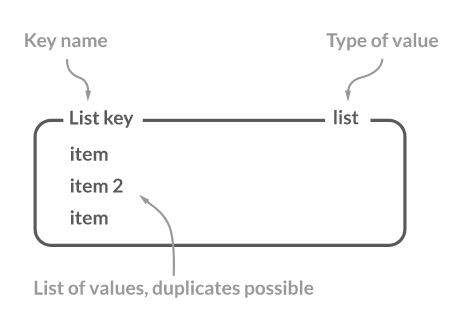 Key name
Type of value
List key
list
item
item 2
item
List of values, duplicates possible